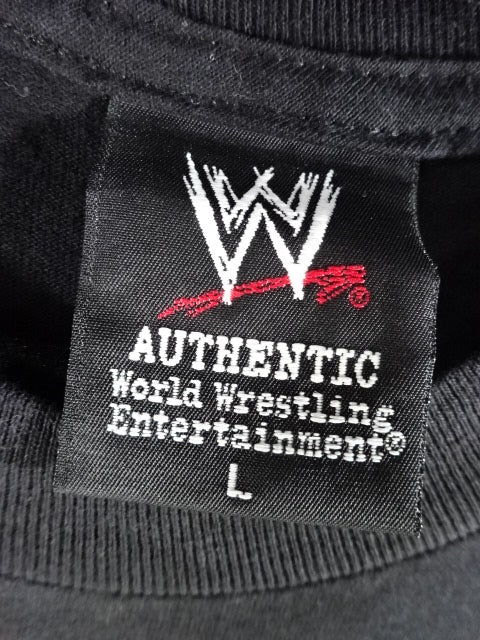 W®
AUTHENTIC
World Wrestling
Entertainment®
L